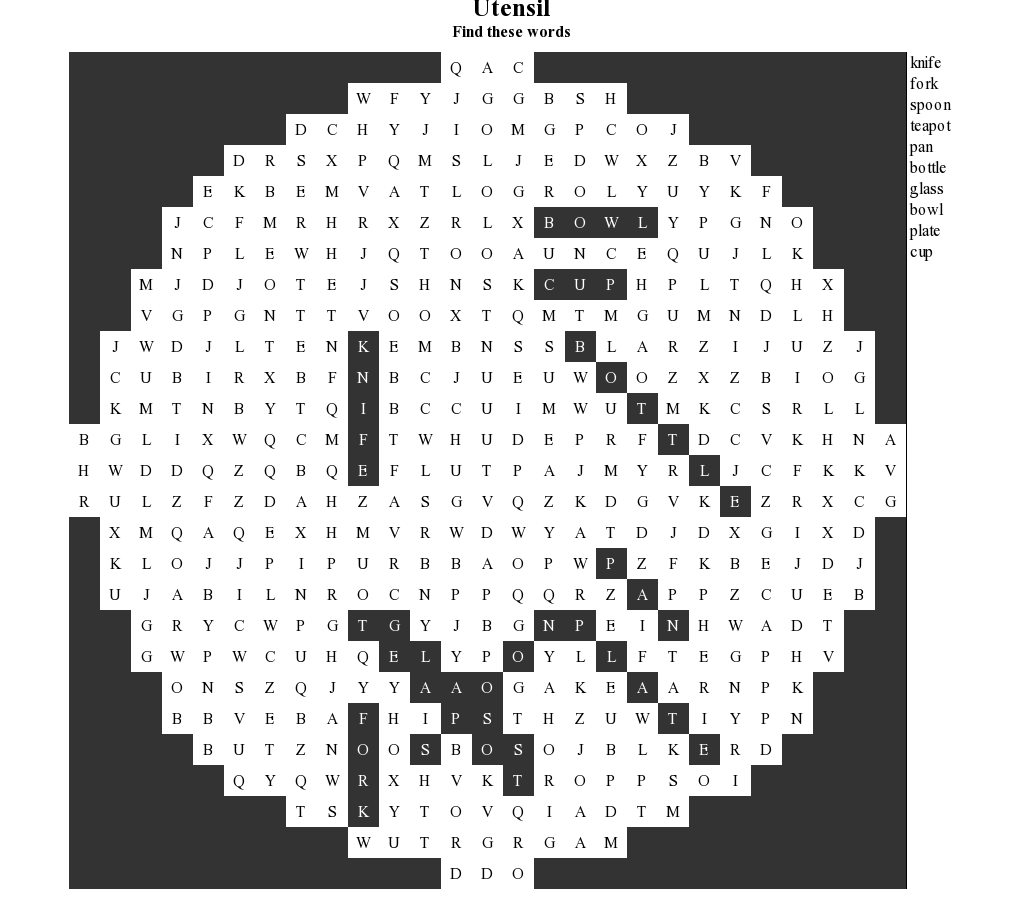 Utensil
Find these words
Q A C
W F Y J G G B S H
D C H Y J I O M G P C O J
D R S X P Q M S L J E D W X Z B V
E K B E M V A T L O G R O L Y U Y K F
J C F M R H R X Z R L X B O W L Y P G N O
N P L E W H J Q T O O A U N C E Q U J L K
M J D J O T E J S H N S K C U P H P L T Q H X
V G P G N T T V O O X T Q M T M G U M N D L H
J W D J L T E N K E M B N S S B L A R Z I J U Z J
C U B I R X B F N B C J U E U W O O Z X Z B I O G
K M T N B Y T Q I B C C U I M W U T M K C S R L L
B G L I X W Q C M F T W H U D E P R F T D C V K H N A
H W D D Q Z Q B Q E F L U T P A J M Y R L J C F K K V
R U L Z F Z D A H Z A S G V Q Z K D G V K E Z R X C G
X M Q A Q E X H M V R W D W Y A T D J D X G I X D
K L O J J P I P U R B B A O P W P Z F K B E J D J
U J A B I L N R O C N P P Q Q R Z A P P Z C U E B
G R Y C W P G T G Y J B G N P E I N H W A D T
G W P W C U H Q E L Y P O Y L L F T E G P H V
O N S Z Q J Y Y A A O G A K E A A R N P K
B B V E B A F H I P S T H Z U W T I Y P N
B U T Z N O O S B O S O J B L K E R D
Q Y Q W R X H V K T R O P P S O I
T S K Y T O V Q I A D T M
W U T R G R G A M
D D O
knife
fork
spoon
teapot
pan
bottle
glass
bowl
plate
cup